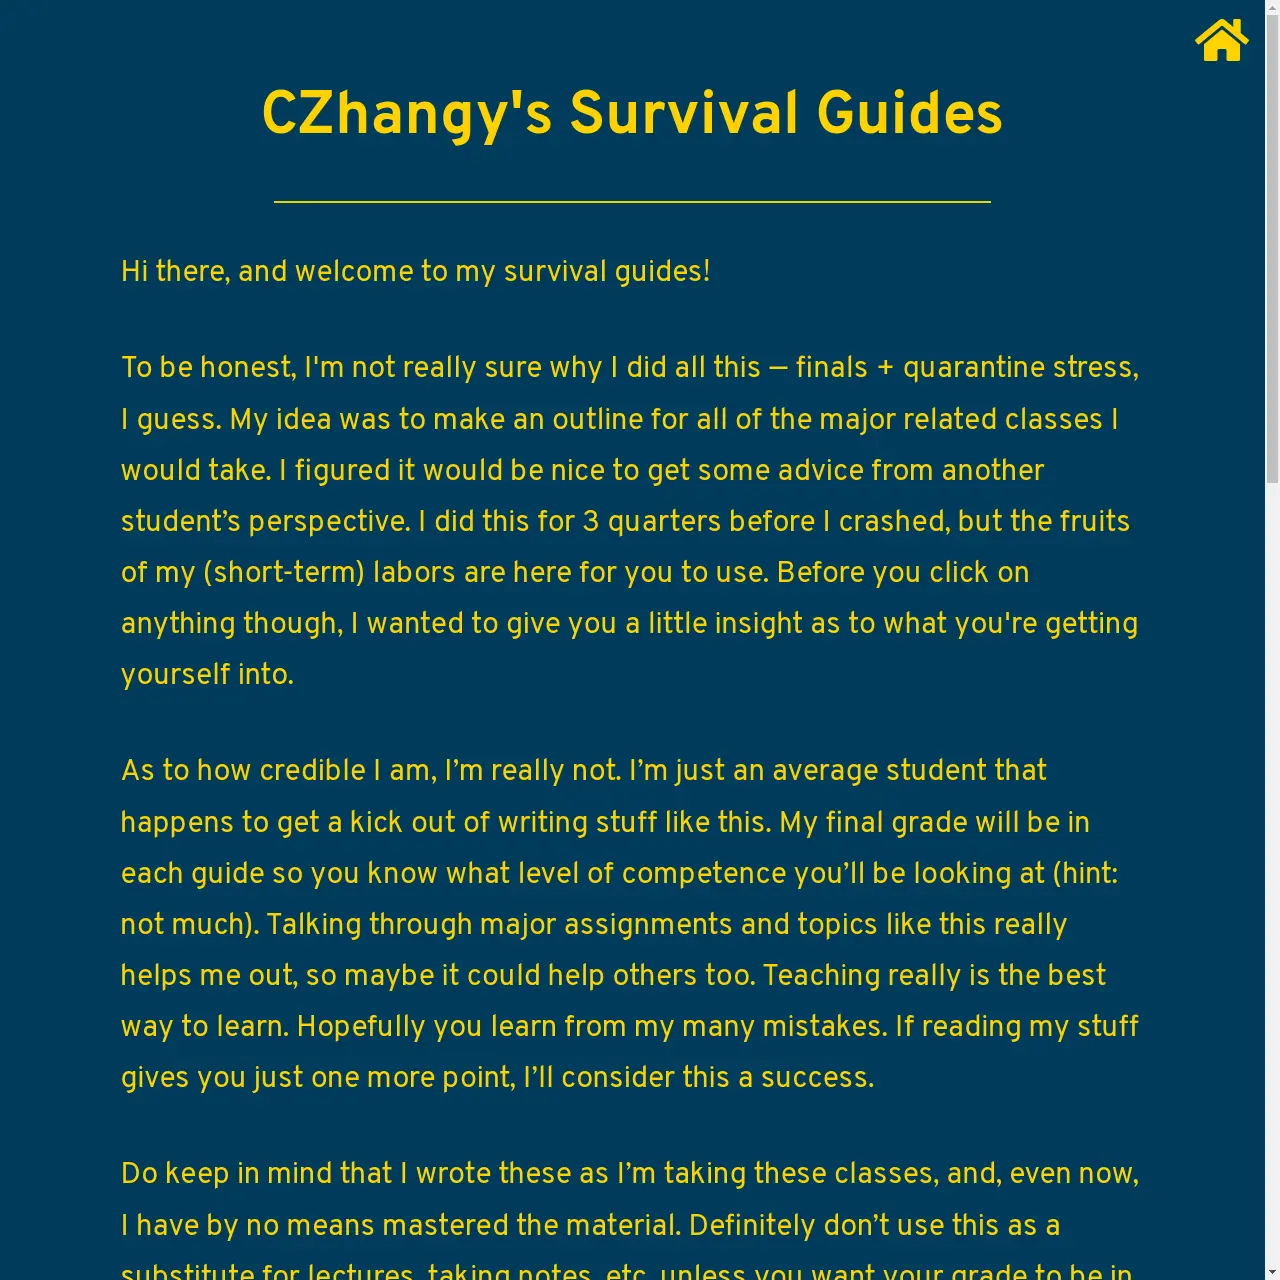 CZhangy's Survival Guides
Hi there, and welcome to my survival guides!
To be honest, I'm not really sure why I did all this — finals + quarantine stress,
I guess. My idea was to make an outline for all of the major related classes I
would take. I figured it would be nice to get some advice from another
student’s perspective. I did this for 3 quarters before I crashed, but the fruits
of my (short-term) labors are here for you to use. Before you click on
anything though, I wanted to give you a little insight as to what you're getting
yourself into.
As to how credible I am, I’m really not. I’m just an average student that
happens to get a kick out of writing stuff like this. My final grade will be in
each guide so you know what level of competence you’ll be looking at (hint:
not much). Talking through major assignments and topics like this really
helps me out, so maybe it could help others too. Teaching really is the best
way to learn. Hopefully you learn from my many mistakes. If reading my stuff
gives you just one more point, I’ll consider this a success.
Do keep in mind that I wrote these as I’m taking these classes, and, even now,
I have by no means mastered the material. Definitely don’t use this as a
substitute for lectures, taking notes, etc. unless you want your grade to be in